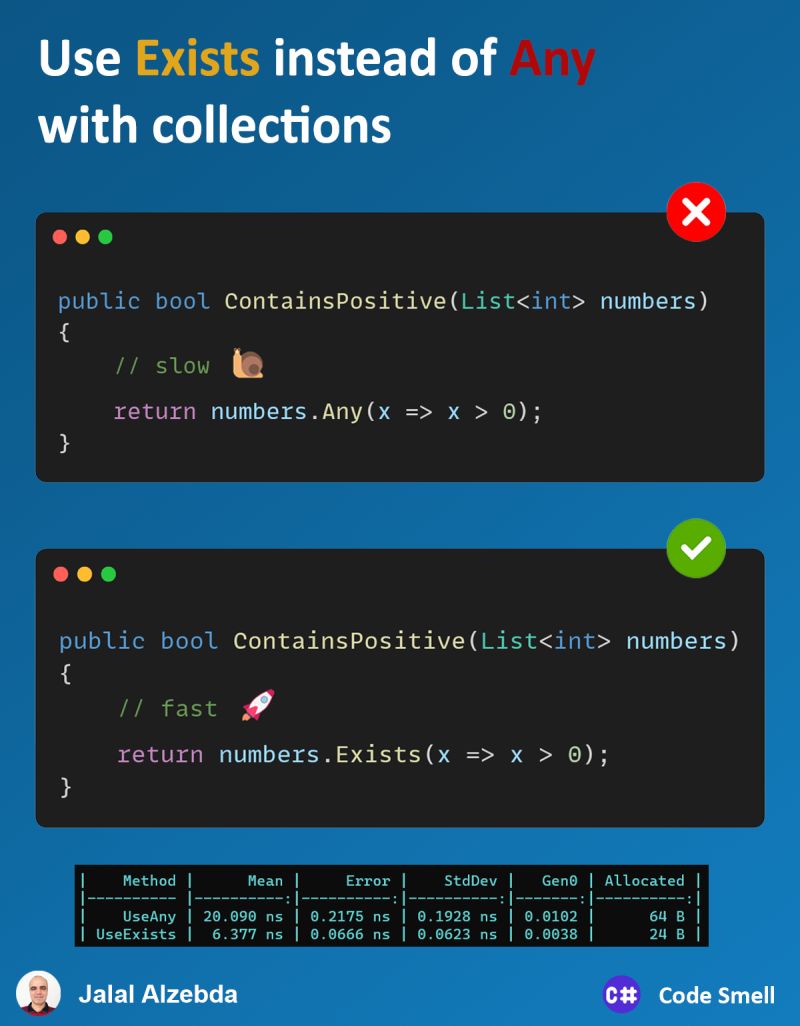 Use Exists instead of Any
with collections
public bool ContainsPositive(List<int> numbers)
{
// slow 🐌
return numbers.Any(x => x > 0);
}
public bool ContainsPositive(List<int> numbers)
{
// fast 🚀
return numbers.Exists(x => x > 0);
}
| Method | Mean | Error | StdDev | Gen0 | Allocated |
|---------- |----------:|----------:|----------:|-------:|----------:|
| UseAny | 20.090 ns | 0.2175 ns | 0.1928 ns | 0.0102 | 64 B |
| UseExists | 6.377 ns | 0.0666 ns | 0.0623 ns | 0.0038 | 24 B |
Jalal Alzebda
C# Code Smell